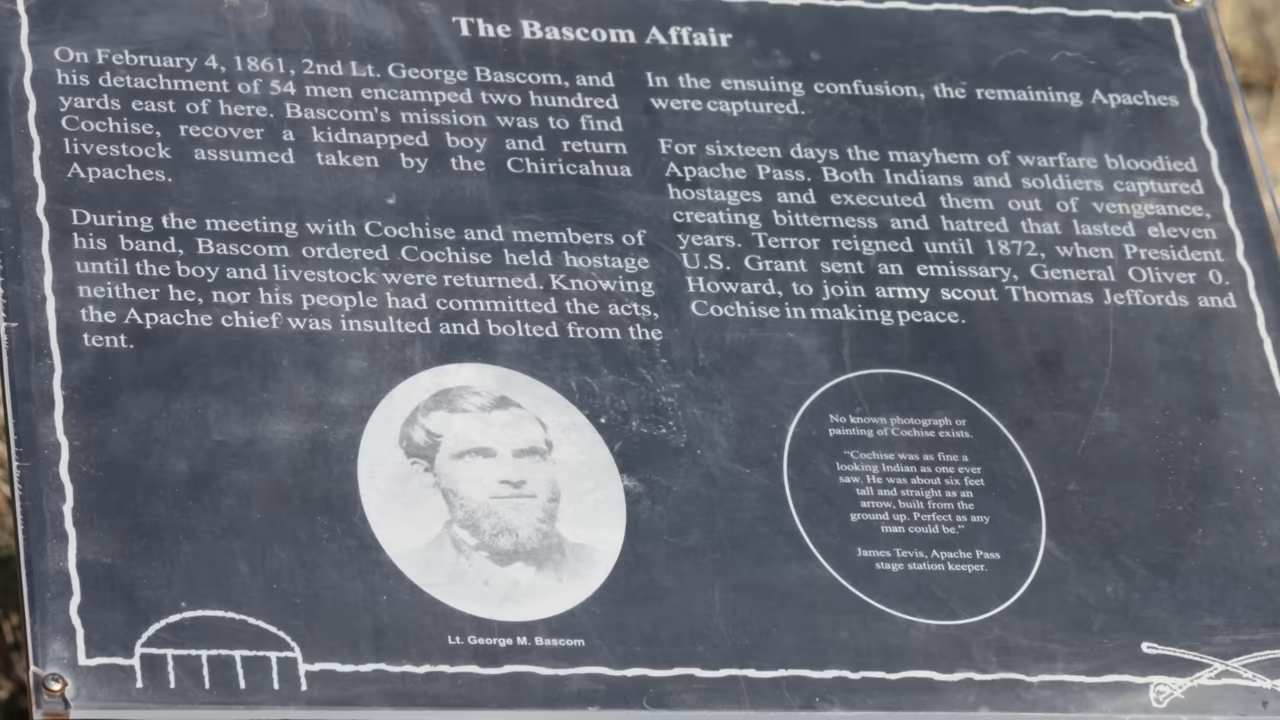 The Bascom Affair
On February 4, 1861, 2nd Lt. George Bascom, and
his detachment of 54 men encamped two hundred
yards east of here. Bascom's mission was to find
Cochise, recover a kidnapped boy and return
livestock assumed taken by the Chiricahua
Apaches.
During the meeting with Cochise and members of
his band, Bascom ordered Cochise held hostage
until the boy and livestock were returned. Knowing
neither he, nor his people had committed the acts,
the Apache chief was insulted and bolted from the
tent.
In the ensuing confusion, the remaining Apaches
were captured.
For sixteen days the mayhem of warfare bloodied
Apache Pass. Both Indians and soldiers captured
hostages and executed them out of vengeance,
creating bitterness and hatred that lasted eleven
years. Terror reigned until 1872, when President
U.S. Grant sent an emissary, General Oliver 0.
Howard, to join army scout Thomas Jeffords and
Cochise in making peace.
Lt. George M. Bascom
No known photograph or
painting of Cochise exists.
“Cochise was as fine a
looking Indian as one ever
saw. He was about six feet
tall and straight as an
arrow, built from the
ground up. Perfect as any
man could be.”
James Tevis, Apache Pass
stage station keeper.